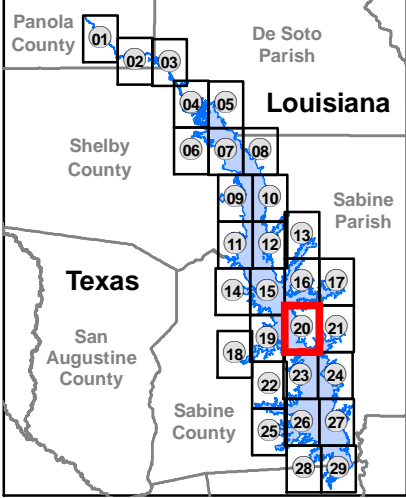 Panola
County
01
02
03
De Soto
Parish
04
05
Louisiana
Shelby
County
06
07
08
09
10
Sabine
Parish
11
12
13
Texas
14
15
16
17
San
Augustine
County
18
19
20
21
22
23
24
Sabine
County
25
26
27
28
29